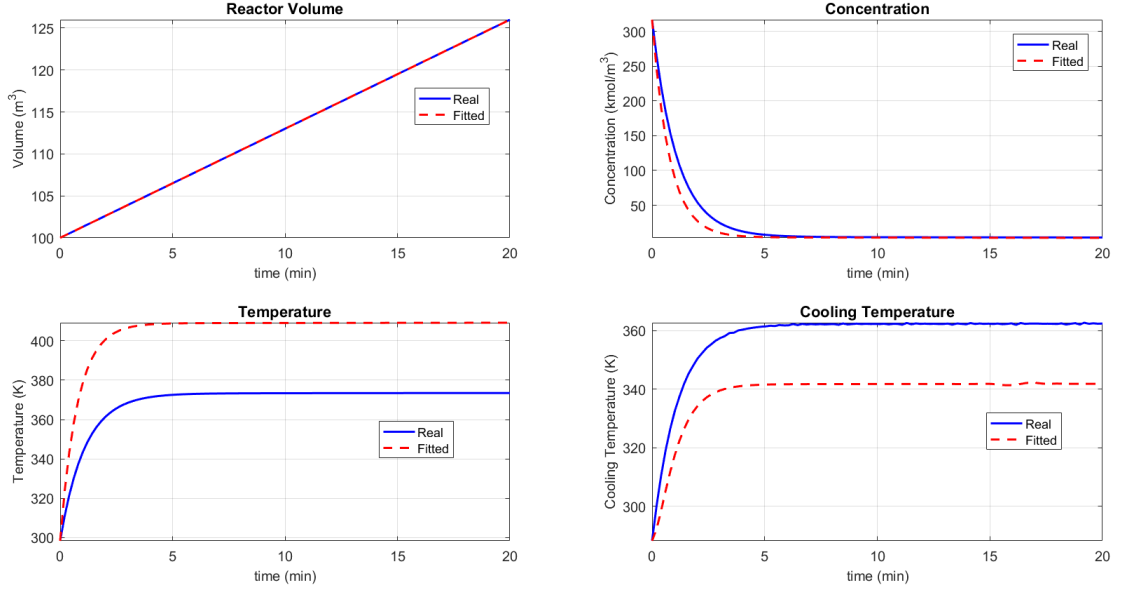 Reactor Volume
125
120
115
110
105
100
Volume (m³)
0
5
10
15
20
time (min)
Real
Fitted
Concentration
300
250
200
150
100
50
Concentration (kmol/m³)
0
5
10
15
20
time (min)
Real
Fitted
Temperature
400
380
360
340
320
300
Temperature (K)
0
5
10
15
20
time (min)
Real
Fitted
Cooling Temperature
360
340
320
300
Cooling Temperature (K)
0
5
10
15
20
time (min)
Real
Fitted